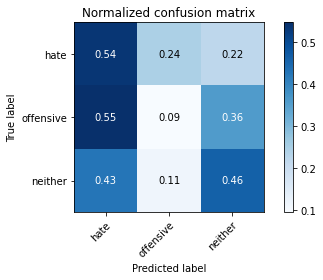 Normalized confusion matrix
True label
hate 0.54 0.24 0.22
offensive 0.55 0.09 0.36
neither 0.43 0.11 0.46
hate offensive neither
Predicted label
0.5
0.4
0.3
0.2
0.1